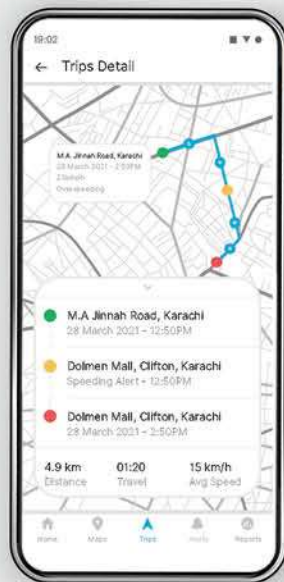 19:02
Trips Detail
M.A Jinnah Road, Karachi
28 March 2021 - 2:50PM
Overspeeding
M.A Jinnah Road, Karachi
28 March 2021 - 12:50PM
Dolmen Mall, Clifton, Karachi
Speeding Alert - 12:50PM
Dolmen Mall, Clifton, Karachi
28 March 2021 - 2:50PM
4.9 km 01:20 15 km/h
Distance Travel Avg Speed
Home Maps Trips Alerts Reports